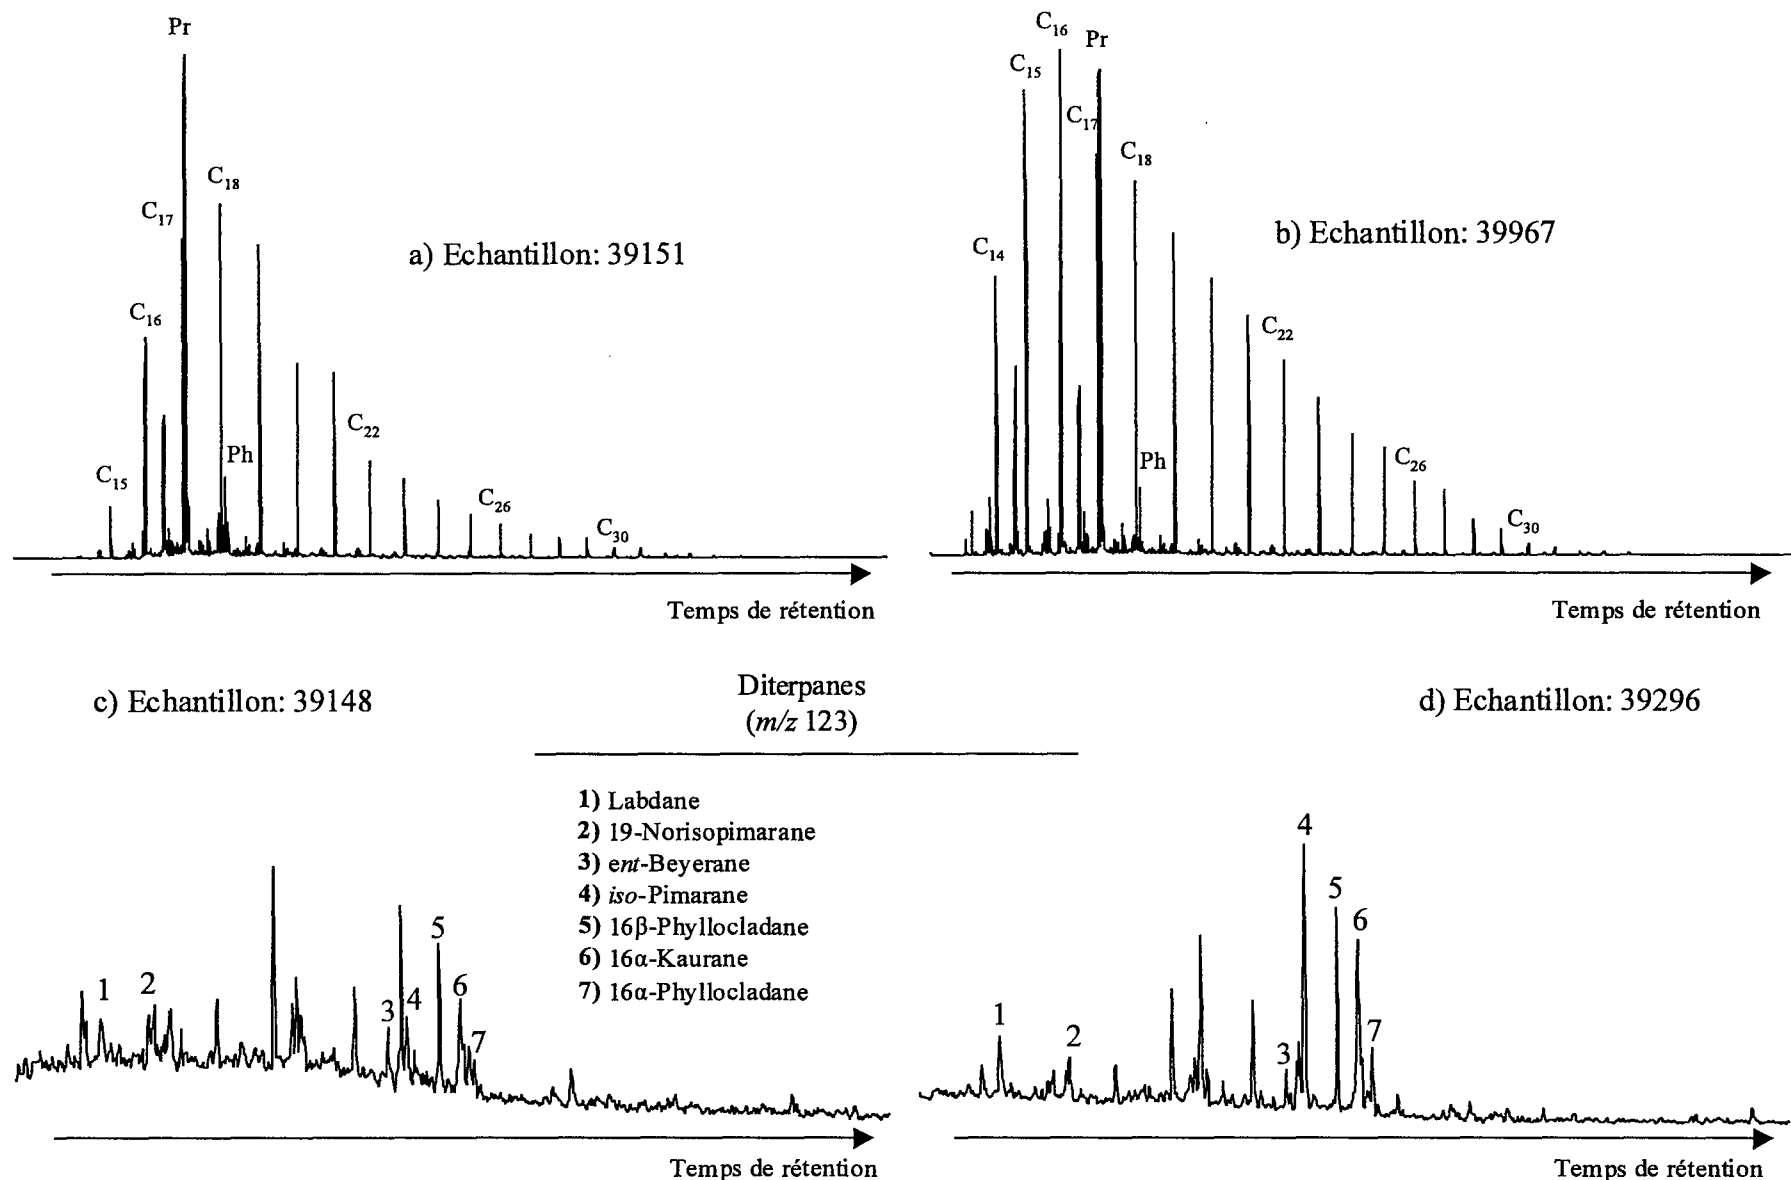 Pr
C18
C17
C16
C15
Ph
C22
C26
C30
a) Echantillon: 39151
Temps de rétention
C16
Pr
C15
C17
C18
C14
Ph
C22
C26
C30
b) Echantillon: 39967
Temps de rétention
c) Echantillon: 39148
Diterpanes
(m/z 123)
d) Echantillon: 39296
1) Labdane
2) 19-Norisopimarane
3) ent-Beyerane
4) iso-Pimarane
5) 16β-Phyllocladane
6) 16α-Kaurane
7) 16α-Phyllocladane
1
2
3
4
5
6
7
Temps de rétention
1
2
3
4
5
6
7
Temps de rétention